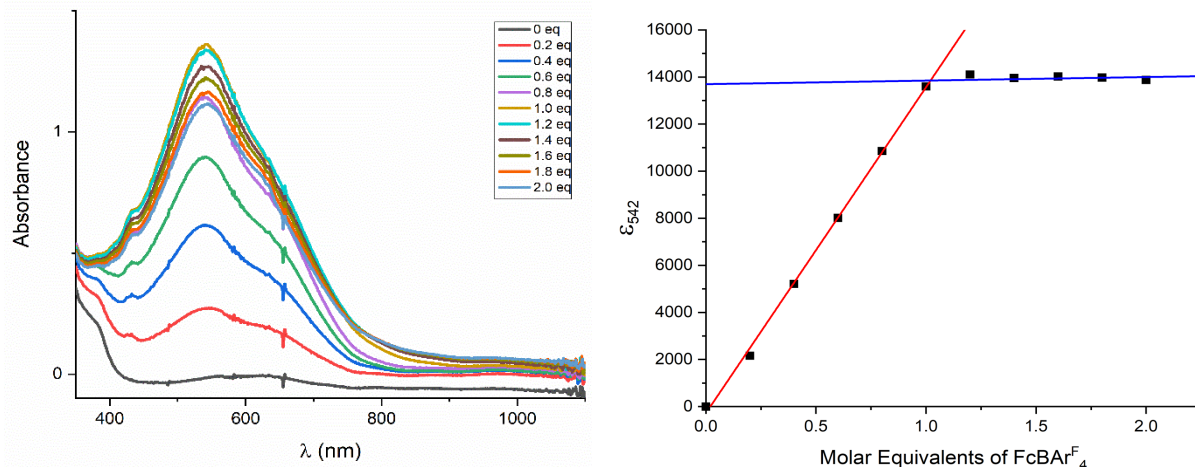 Absorbance
1
0
400
600
800
1000
λ (nm)
0 eq
0.2 eq
0.4 eq
0.6 eq
0.8 eq
1.0 eq
1.2 eq
1.4 eq
1.6 eq
1.8 eq
2.0 eq
ε₅₄₂
16000
14000
12000
10000
8000
6000
4000
2000
0
0.0
0.5
1.0
1.5
2.0
Molar Equivalents of FcBArᶠ₄